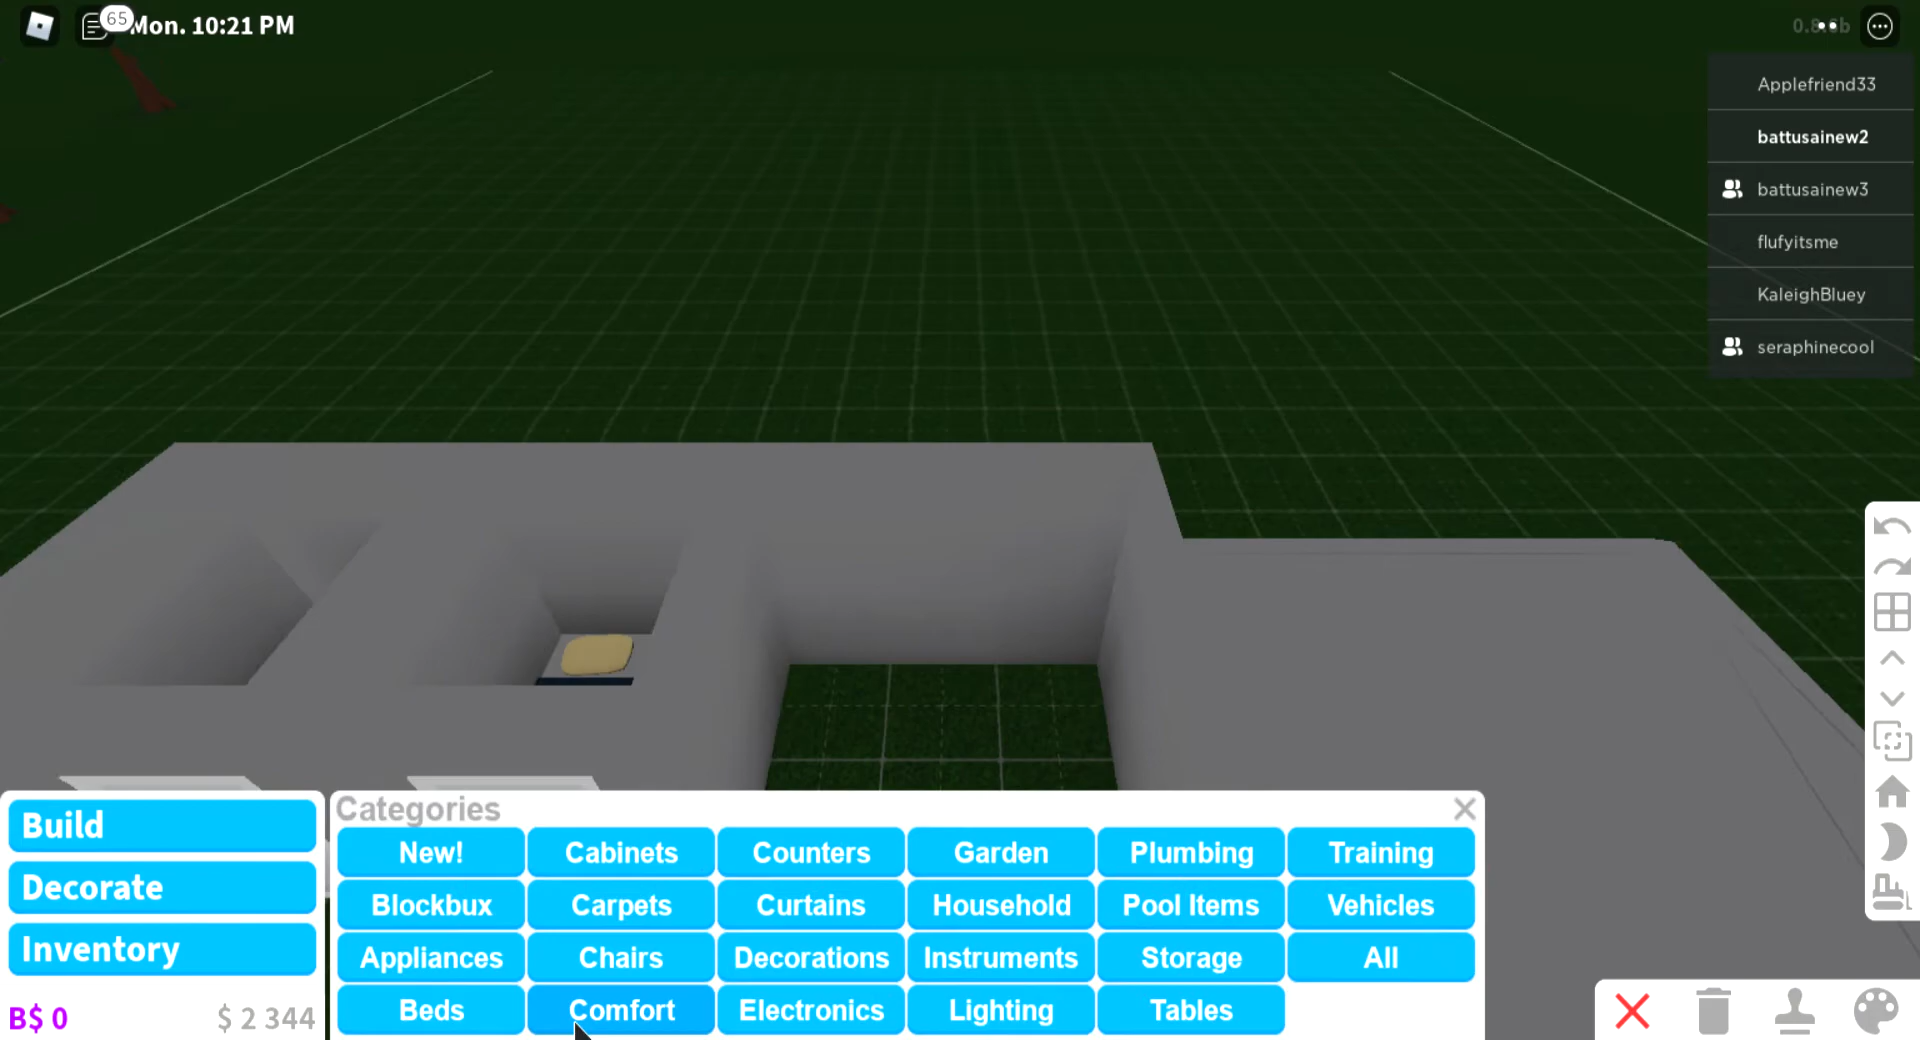 65
Mon. 10:21 PM
Applefriend33
battusainew2
battusainew3
flufyitsme
KaleighBluey
seraphinecool
Build
Decorate
Inventory
B$ 0
$ 2 344
Categories
New! Cabinets Counters Garden Plumbing Training
Blockbux Carpets Curtains Household Pool Items Vehicles
Appliances Chairs Decorations Instruments Storage All
Beds Comfort Electronics Lighting Tables